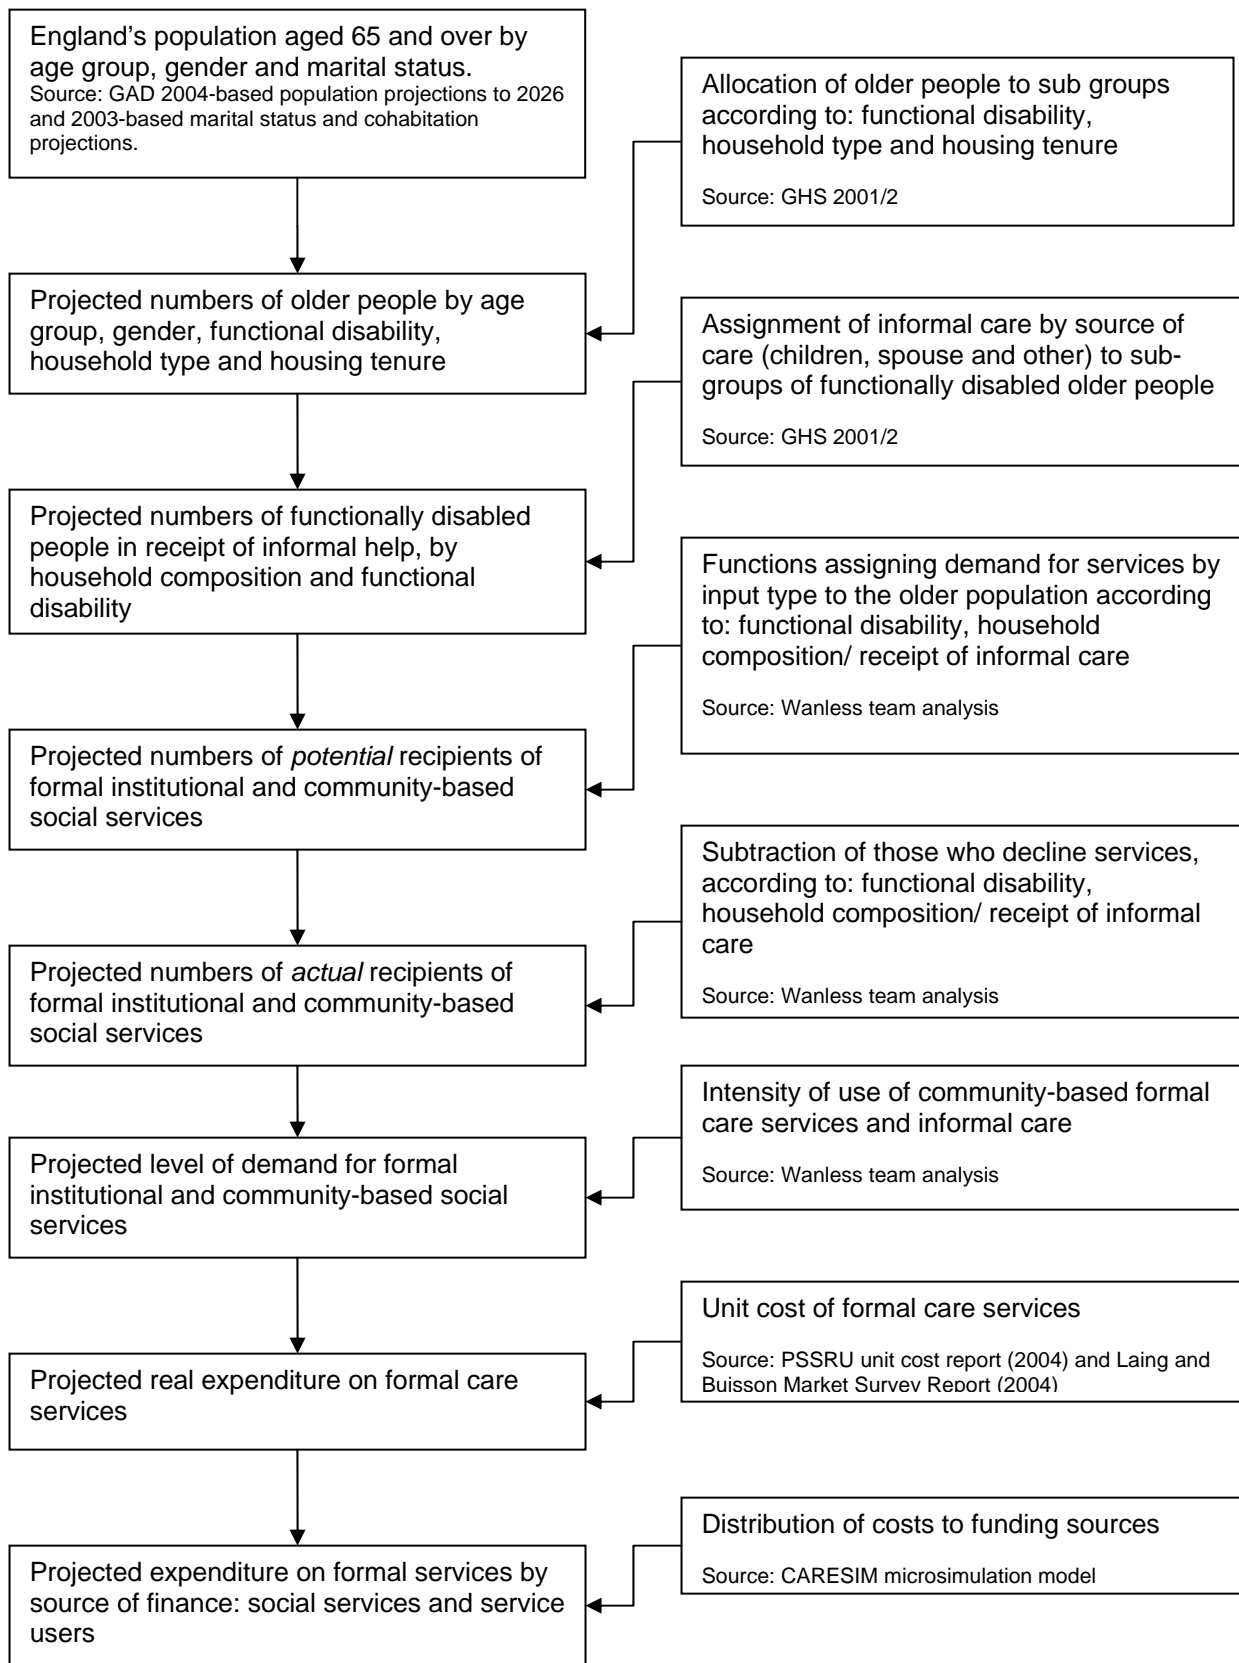 England’s population aged 65 and over by
age group, gender and marital status.
Source: GAD 2004-based population projections to 2026
and 2003-based marital status and cohabitation
projections.
Allocation of older people to sub groups
according to: functional disability,
household type and housing tenure
Source: GHS 2001/2
Projected numbers of older people by age
group, gender, functional disability,
household type and housing tenure
Assignment of informal care by source of
care (children, spouse and other) to sub-
groups of functionally disabled older people
Source: GHS 2001/2
Projected numbers of functionally disabled
people in receipt of informal help, by
household composition and functional
disability
Functions assigning demand for services by
input type to the older population according
to: functional disability, household
composition/ receipt of informal care
Source: Wanless team analysis
Projected numbers of potential recipients of
formal institutional and community-based
social services
Subtraction of those who decline services,
according to: functional disability,
household composition/ receipt of informal
care
Source: Wanless team analysis
Projected numbers of actual recipients of
formal institutional and community-based
social services
Intensity of use of community-based formal
care services and informal care
Source: Wanless team analysis
Projected level of demand for formal
institutional and community-based social
services
Unit cost of formal care services
Source: PSSRU unit cost report (2004) and Laing and
Buisson Market Survey Report (2004)
Projected real expenditure on formal care
services
Distribution of costs to funding sources
Source: CARESIM microsimulation model
Projected expenditure on formal services by
source of finance: social services and service
users